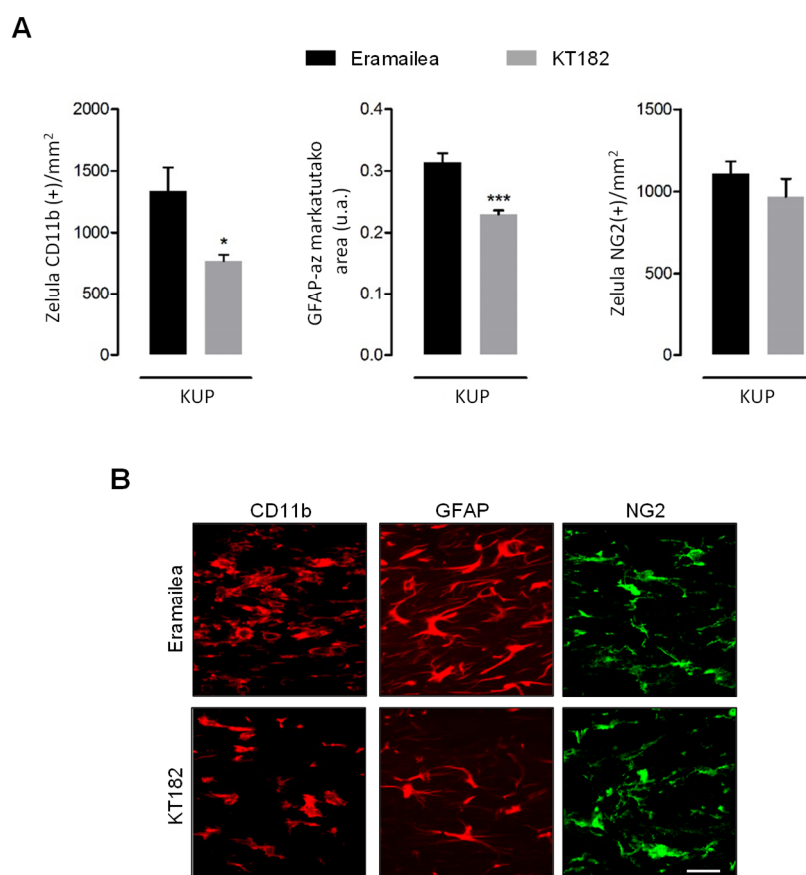 A
Eramailea KT182
Zelula CD11b (+)/mm²
2000
1500
1000
500
0
*
KUP
GFAP-az markatutako
area (u.a.)
0.4
0.3
0.2
0.1
0.0
***
KUP
Zelula NG2(+)/mm²
1500
1000
500
0
KUP
B
CD11b GFAP NG2
Eramailea
KT182